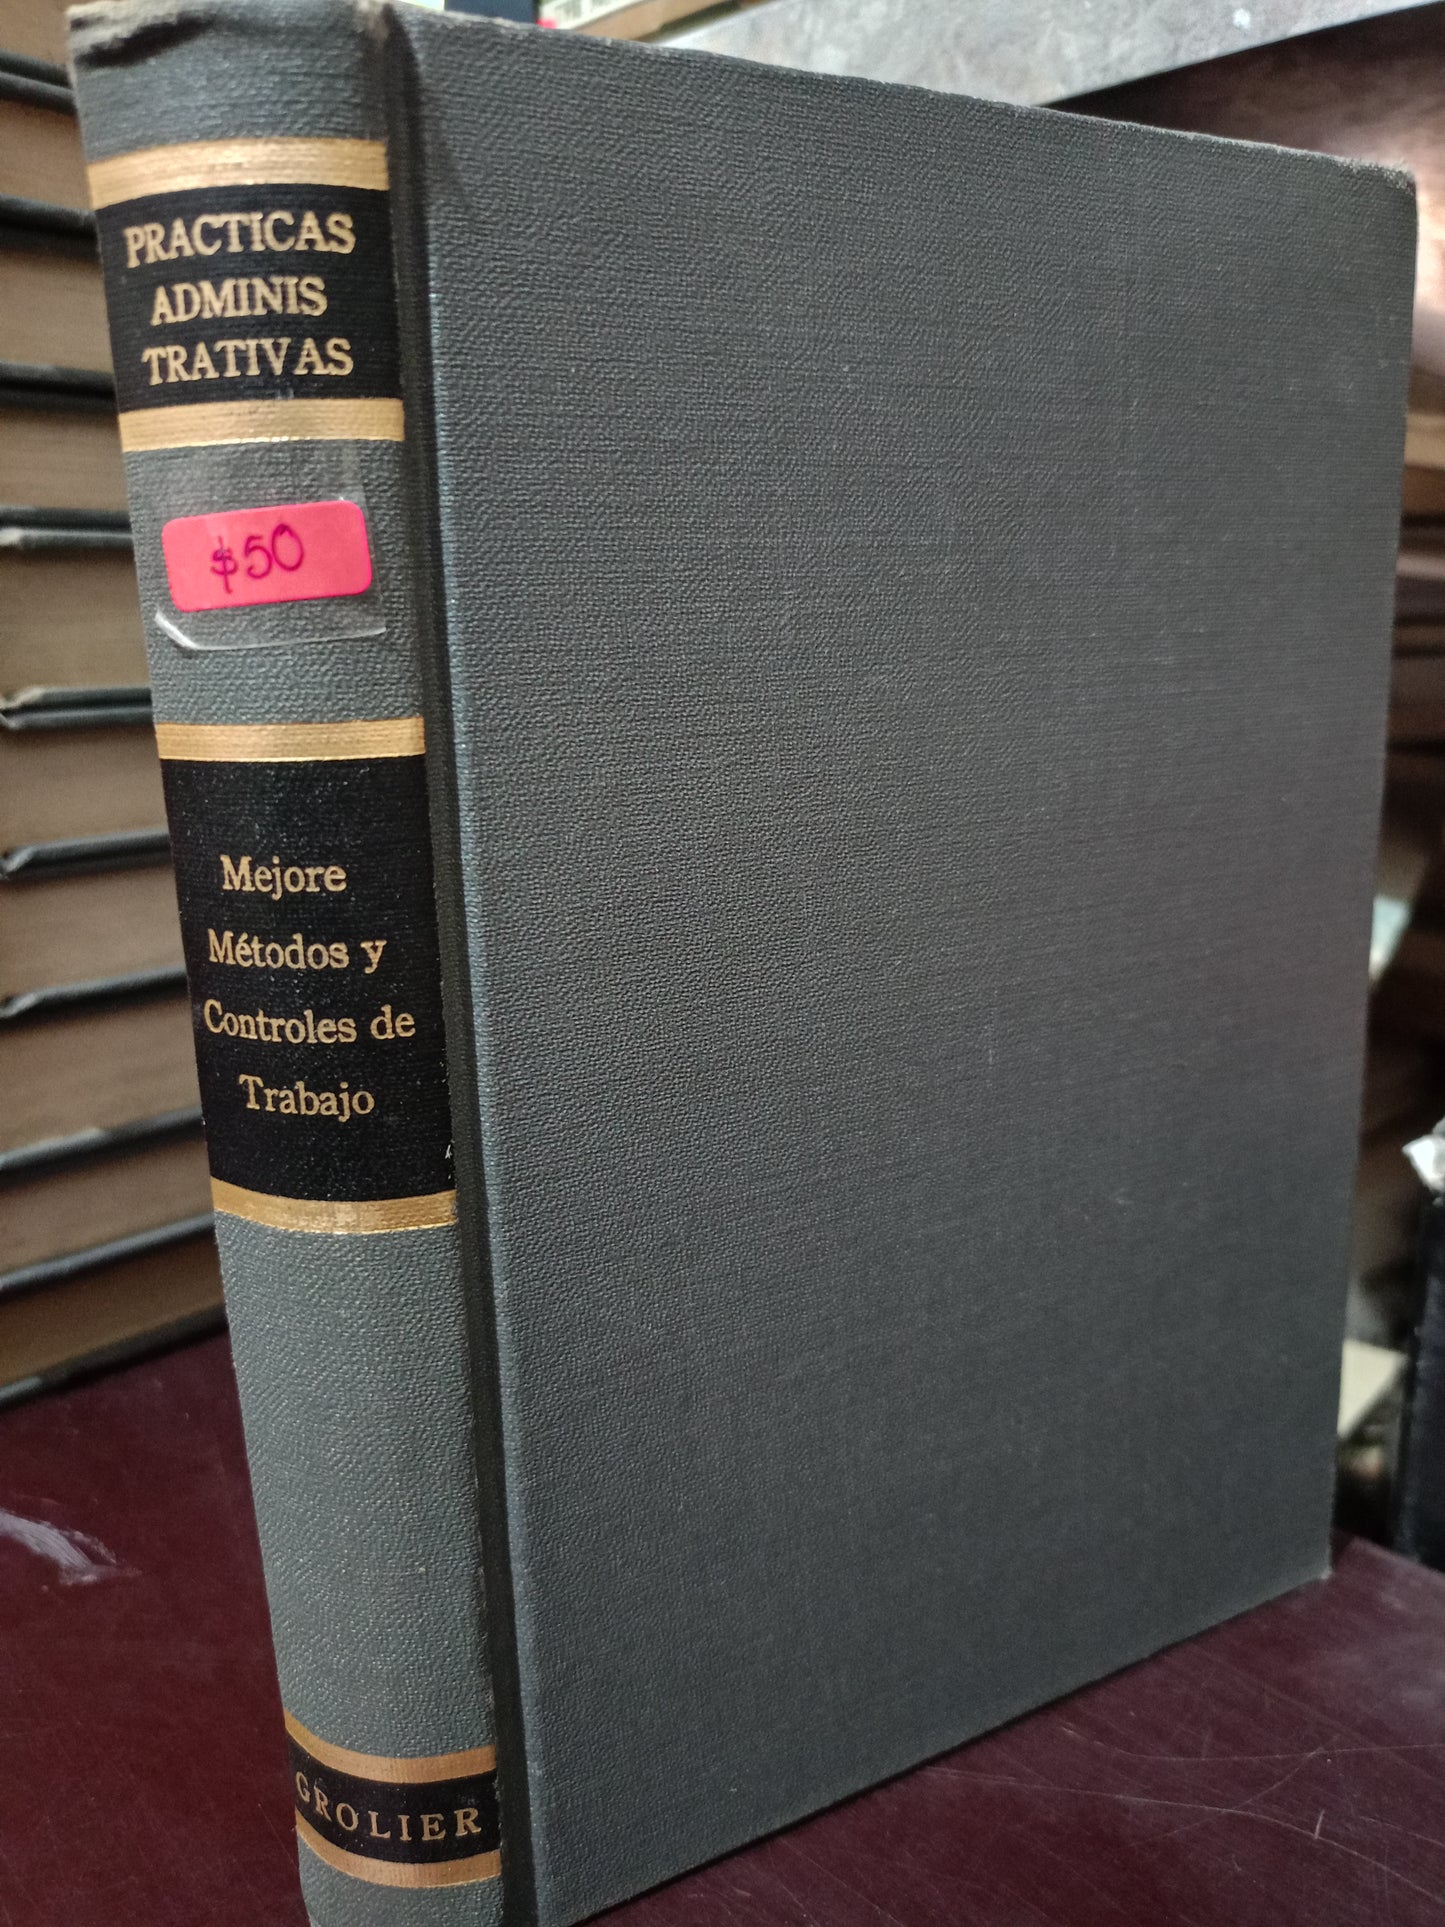 PRACTICAS
ADMINIS
TRATIVAS
$50
Mejore
Métodos y
Controles de
Trabajo
GROLIER